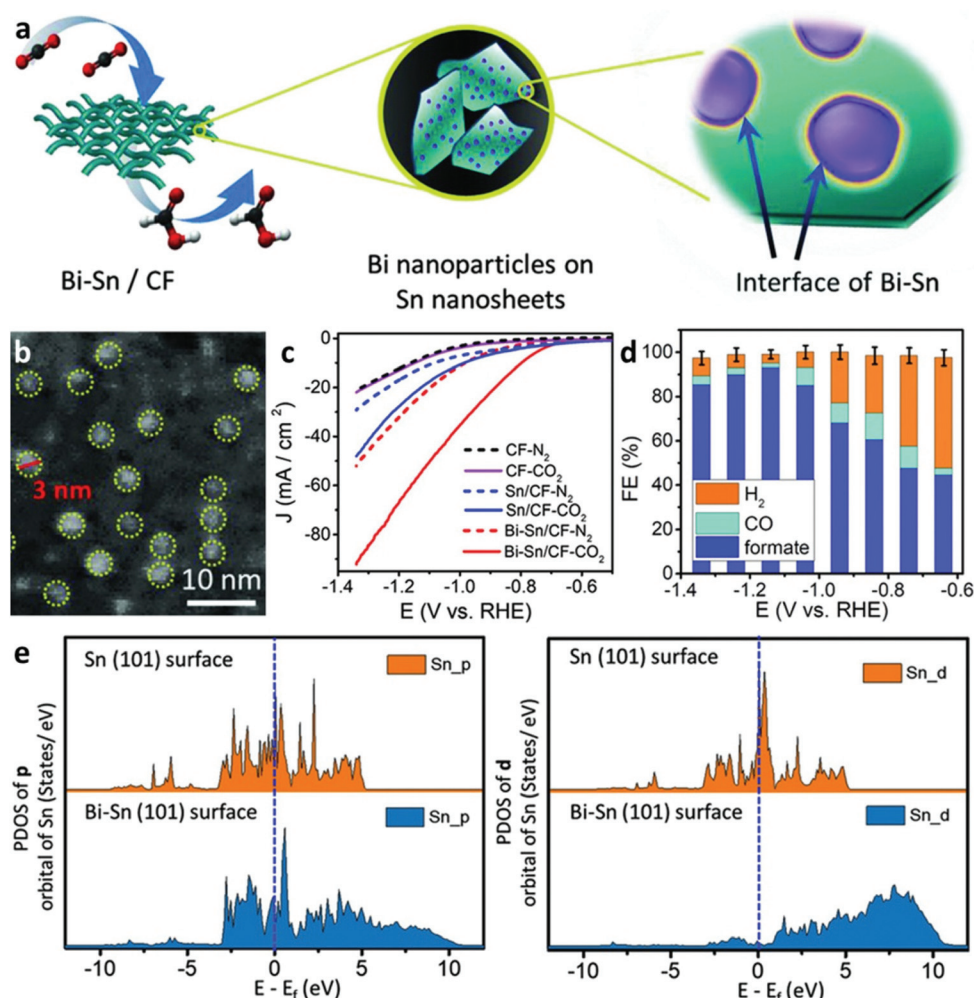 a
Bi-Sn / CF
Bi nanoparticles on
Sn nanosheets
Interface of Bi-Sn
b
3 nm
10 nm
c
0
-20
-40
-60
-80
J (mA / cm²)
CF-N₂
CF-CO₂
Sn/CF-N₂
Sn/CF-CO₂
Bi-Sn/CF-N₂
Bi-Sn/CF-CO₂
-1.4 -1.2 -1.0 -0.8 -0.6
E (V vs. RHE)
d
100
80
60
40
20
0
FE (%)
H₂
CO
formate
-1.4 -1.2 -1.0 -0.8 -0.6
E (V vs. RHE)
e
Sn (101) surface
Sn_p
Bi-Sn (101) surface
Sn_p
PDOS of p
orbital of Sn (States/ eV)
-10 -5 0 5 10
E - E_f (eV)
Sn (101) surface
Sn_d
Bi-Sn (101) surface
Sn_d
PDOS of d
orbital of Sn (States/ eV)
-10 -5 0 5 10
E - E_f (eV)